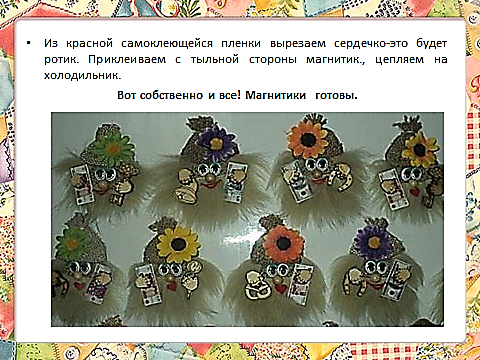 • Из красной самоклеющейся пленки вырезаем сердечко-это будет
ротик. Приклеиваем с тыльной стороны магнитик., цепляем на
холодильник.
Вот собственно и все! Магнитики готовы.